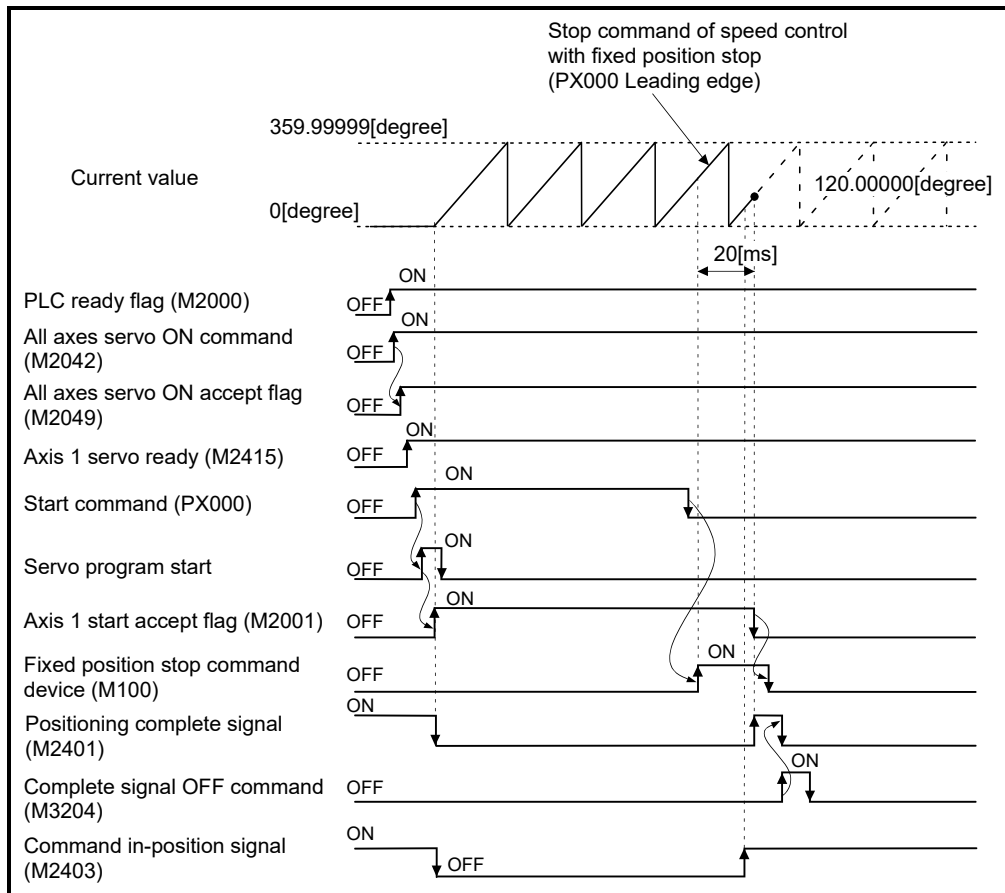 Stop command of speed control
with fixed position stop
(PX000 Leading edge)
359.99999[degree]
Current value
120.00000[degree]
0[degree]
20[ms]
ON
PLC ready flag (M2000)
OFF
ON
All axes servo ON command
(M2042)
OFF
All axes servo ON accept flag
(M2049)
OFF
ON
Axis 1 servo ready (M2415)
OFF
ON
Start command (PX000)
OFF
ON
Servo program start
OFF
ON
Axis 1 start accept flag (M2001)
OFF
Fixed position stop command
device (M100)
OFF
ON
ON
Positioning complete signal
(M2401)
ON
Complete signal OFF command
(M3204)
OFF
ON
Command in-position signal
(M2403)
OFF